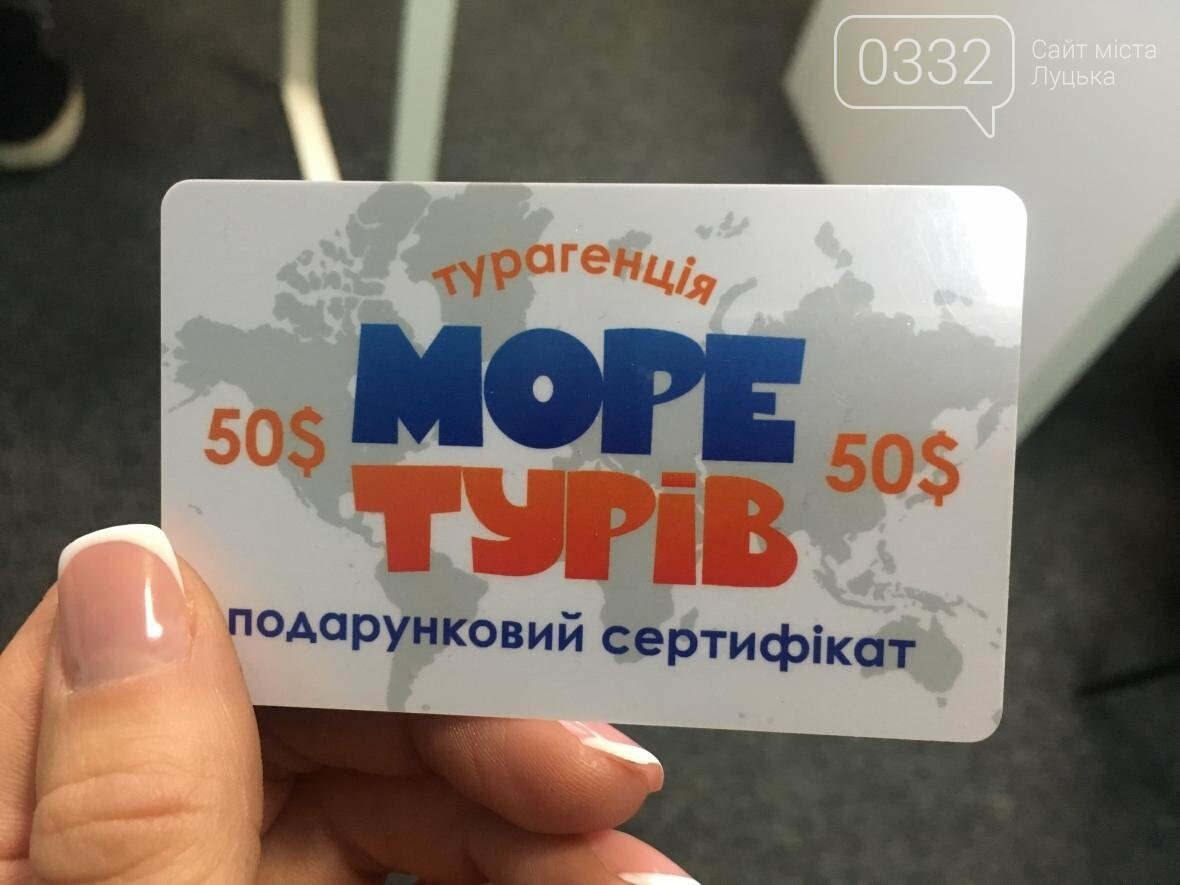 0332
Сайт міста
Луцька
турагенція
МОРЕ
50$
50$
ТУРіВ
подарунковий сертифікат